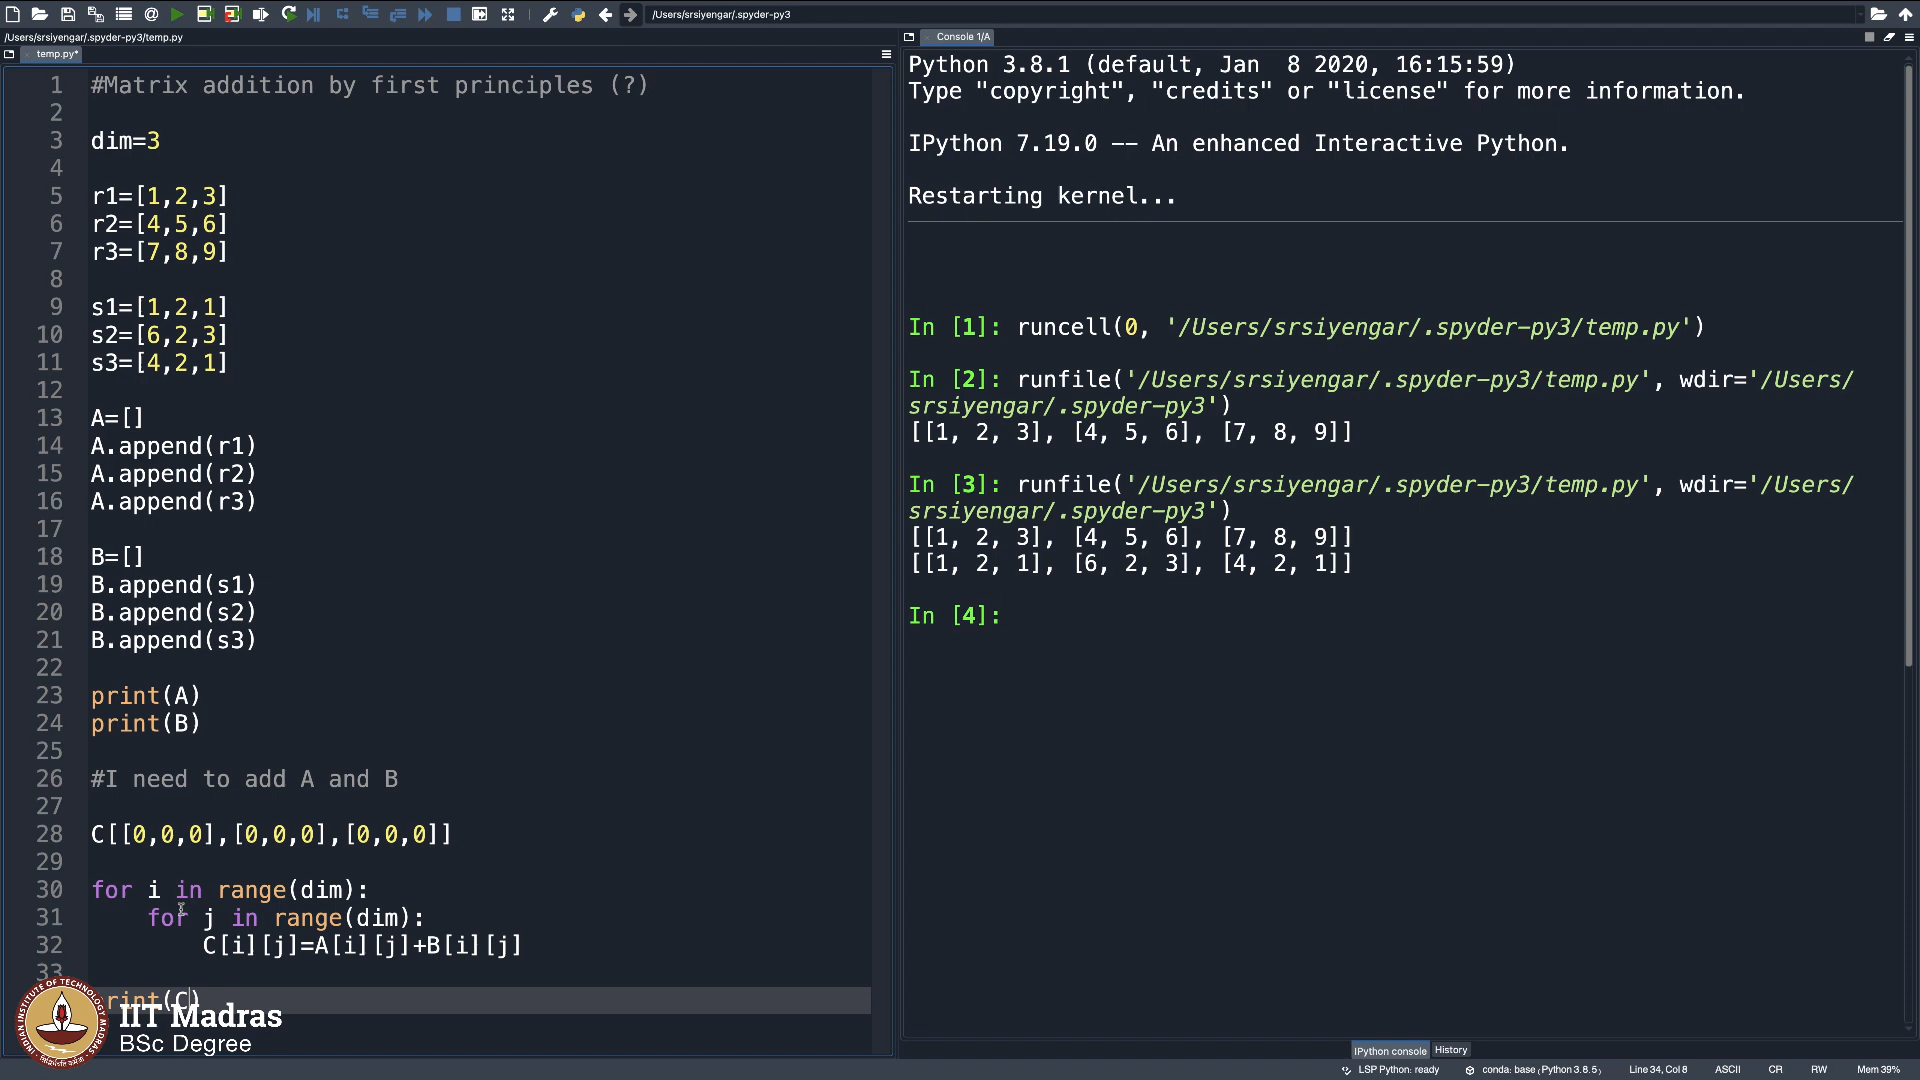 /Users/srsiyengar/.spyder-py3
/Users/srsiyengar/.spyder-py3/temp.py
temp.py*
1 #Matrix addition by first principles (?)
2
3 dim=3
4
5 r1=[1,2,3]
6 r2=[4,5,6]
7 r3=[7,8,9]
8
9 s1=[1,2,1]
10 s2=[6,2,3]
11 s3=[4,2,1]
12
13 A=[]
14 A.append(r1)
15 A.append(r2)
16 A.append(r3)
17
18 B=[]
19 B.append(s1)
20 B.append(s2)
21 B.append(s3)
22
23 print(A)
24 print(B)
25
26 #I need to add A and B
27
28 C[[0,0,0],[0,0,0],[0,0,0]]
29
30 for i in range(dim):
31 for j in range(dim):
32 C[i][j]=A[i][j]+B[i][j]
33
rint(C)
INDIAN INSTITUTE OF TECHNOLOGY MADRAS
IIT Madras
BSc Degree
Console 1/A
Python 3.8.1 (default, Jan 8 2020, 16:15:59)
Type "copyright", "credits" or "license" for more information.
IPython 7.19.0 -- An enhanced Interactive Python.
Restarting kernel...
In [1]: runcell(0, '/Users/srsiyengar/.spyder-py3/temp.py')
In [2]: runfile('/Users/srsiyengar/.spyder-py3/temp.py', wdir='/Users/
srsiyengar/.spyder-py3')
[[1, 2, 3], [4, 5, 6], [7, 8, 9]]
In [3]: runfile('/Users/srsiyengar/.spyder-py3/temp.py', wdir='/Users/
srsiyengar/.spyder-py3')
[[1, 2, 3], [4, 5, 6], [7, 8, 9]]
[[1, 2, 1], [6, 2, 3], [4, 2, 1]]
In [4]:
IPython console History
LSP Python: ready conda: base (Python 3.8.5) Line 34, Col 8 ASCII CR RW Mem 39%